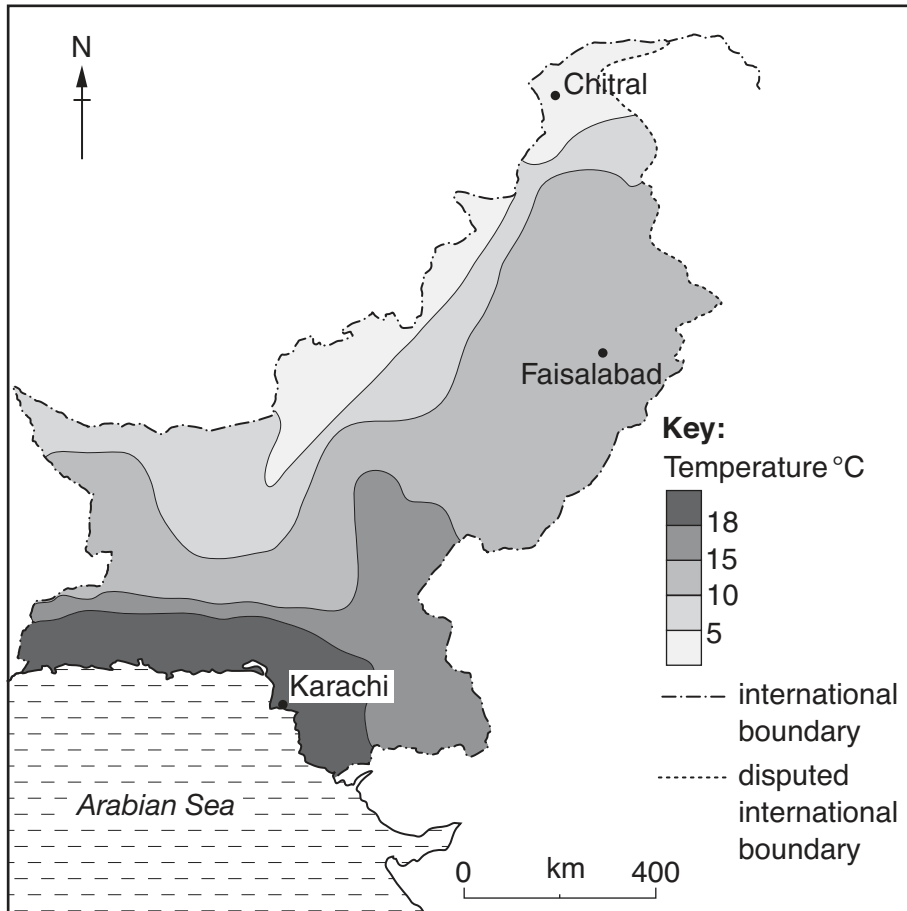 N
Chitral
Faisalabad
Key:
Temperature °C
18
15
10
5
Karachi
international
boundary
disputed
international
boundary
Arabian Sea
km
0
400